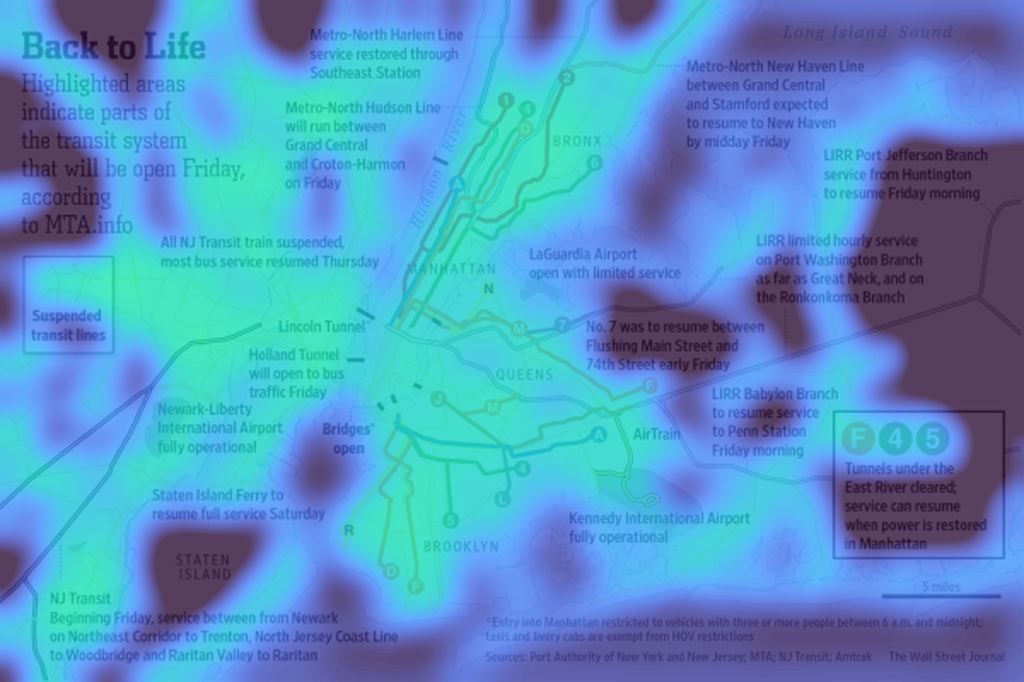 Back to Life
Highlighted areas
indicate parts of
the transit system
that will be open Friday,
according
to MTA.info
Suspended
transit lines
Metro-North Harlem Line
service restored through
Southeast Station
Metro-North Hudson Line
will run between
Grand Central
and Croton-Harmon
on Friday
All NJ Transit train suspended,
most bus service resumed Thursday
Hudson River
Long Island Sound
Metro-North New Haven Line
between Grand Central
and Stamford expected
to resume to New Haven
by midday Friday
LIRR Port Jefferson Branch
service from Huntington
to resume Friday morning
LIRR limited hourly service
on Port Washington Branch
as far as Great Neck, and on
the Ronkonkoma Branch
1
4
D
2
BRONX
6
A
MANHATTAN
N
LaGuardia Airport
open with limited service
Lincoln Tunnel*
M
7
No. 7 was to resume between
Flushing Main Street and
74th Street early Friday
Holland Tunnel
will open to bus
traffic Friday
QUEENS
F
J
M
LIRR Babylon Branch
to resume service
to Penn Station
Friday morning
Newark-Liberty
International Airport
fully operational
Bridges*
open
A
AirTrain
F 4 5
Tunnels under the
East River cleared;
service can resume
when power is restored
in Manhattan
4
L
5
Staten Island Ferry to
resume full service Saturday
R
Kennedy International Airport
fully operational
BROOKLYN
STATEN
ISLAND
D
F
5 miles
NJ Transit
Beginning Friday, service between from Newark
on Northeast Corridor to Trenton, North Jersey Coast Line
to Woodbridge and Raritan Valley to Raritan
*Entry into Manhattan restricted to vehicles with three or more people between 6 a.m. and midnight;
taxis and livery cabs are exempt from HOV restrictions
Sources: Port Authority of New York and New Jersey; MTA; NJ Transit; Amtrak
The Wall Street Journal